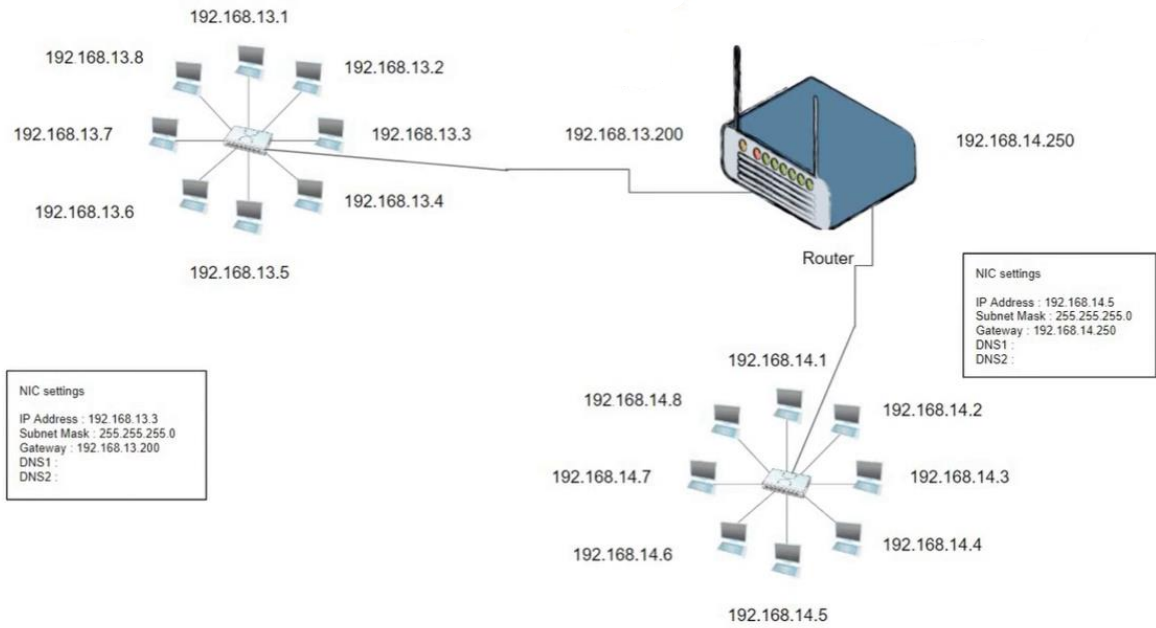 192.168.13.1
192.168.13.8
192.168.13.2
192.168.13.7
192.168.13.3
192.168.13.6
192.168.13.4
192.168.13.5
192.168.13.200
192.168.14.250
Router
NIC settings
IP Address : 192.168.14.5
Subnet Mask : 255.255.255.0
Gateway : 192.168.14.250
DNS1 :
DNS2 :
NIC settings
IP Address : 192.168.13.3
Subnet Mask : 255.255.255.0
Gateway : 192.168.13.200
DNS1 :
DNS2 :
192.168.14.1
192.168.14.8
192.168.14.2
192.168.14.7
192.168.14.3
192.168.14.6
192.168.14.4
192.168.14.5